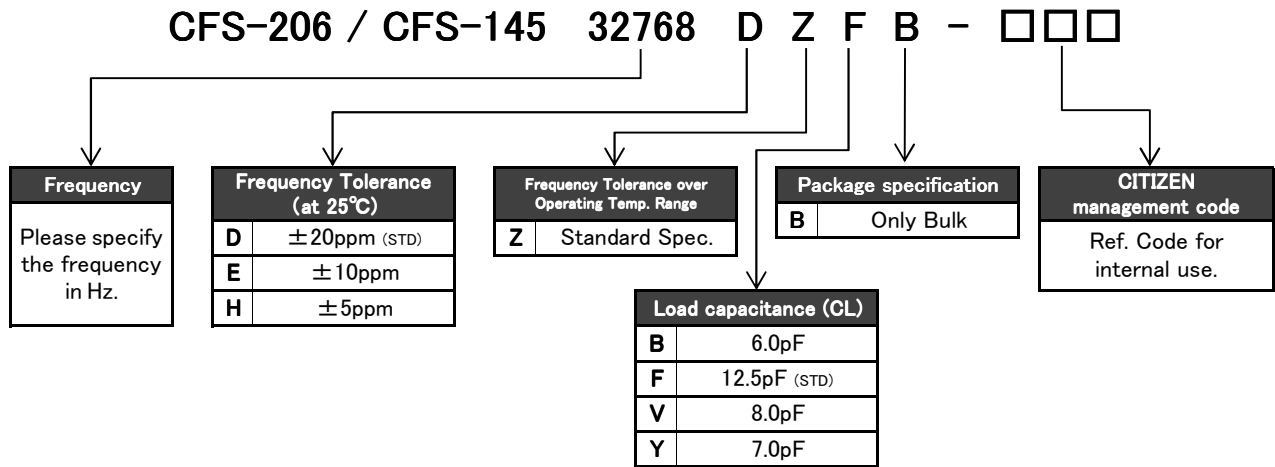 CFS-206 / CFS-145 32768 D Z F B - □□□
Frequency
Please specify
the frequency
in Hz.
Frequency Tolerance
(at 25℃)
D ±20ppm (STD)
E ±10ppm
H ±5ppm
Frequency Tolerance over
Operating Temp. Range
Z Standard Spec.
Package specification
B Only Bulk
CITIZEN
management code
Ref. Code for
internal use.
Load capacitance (CL)
B 6.0pF
F 12.5pF (STD)
V 8.0pF
Y 7.0pF